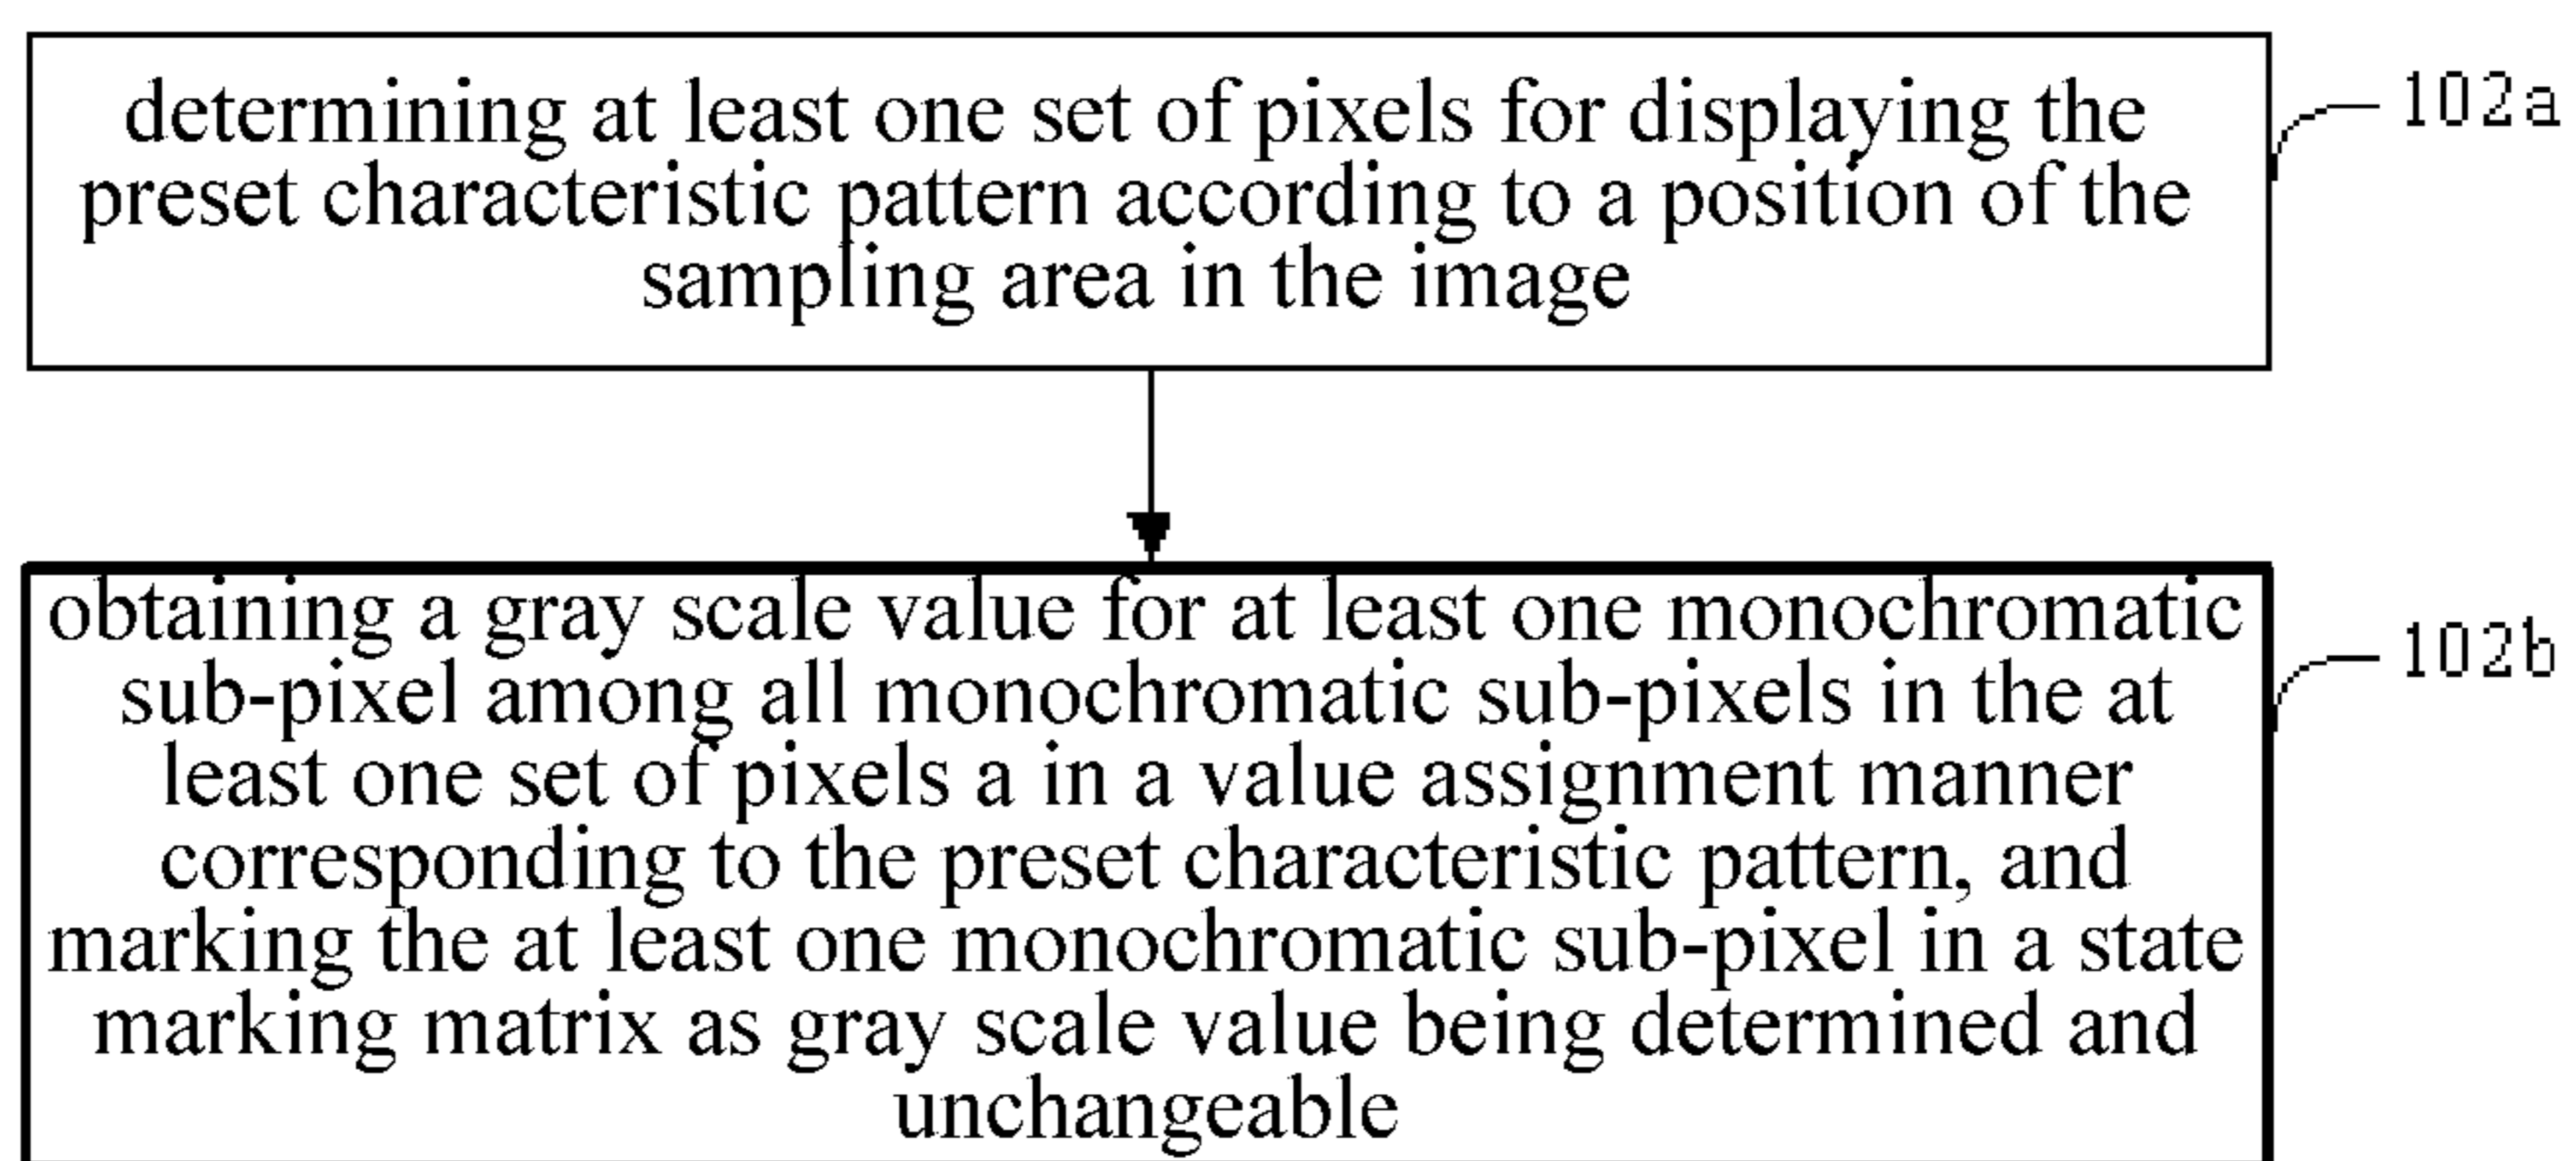 determining at least one set of pixels for displaying the
preset characteristic pattern according to a position of the
sampling area in the image
102a
obtaining a gray scale value for at least one monochromatic
sub-pixel among all monochromatic sub-pixels in the at
least one set of pixels a in a value assignment manner
corresponding to the preset characteristic pattern, and
marking the at least one monochromatic sub-pixel in a state
marking matrix as gray scale value being determined and
unchangeable
102b